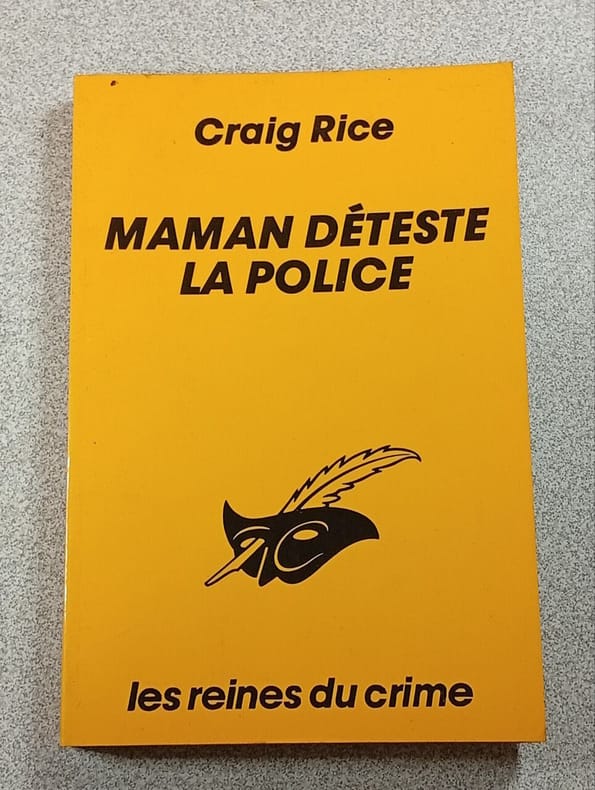 Craig Rice
MAMAN DÉTESTE
LA POLICE
les reines du crime